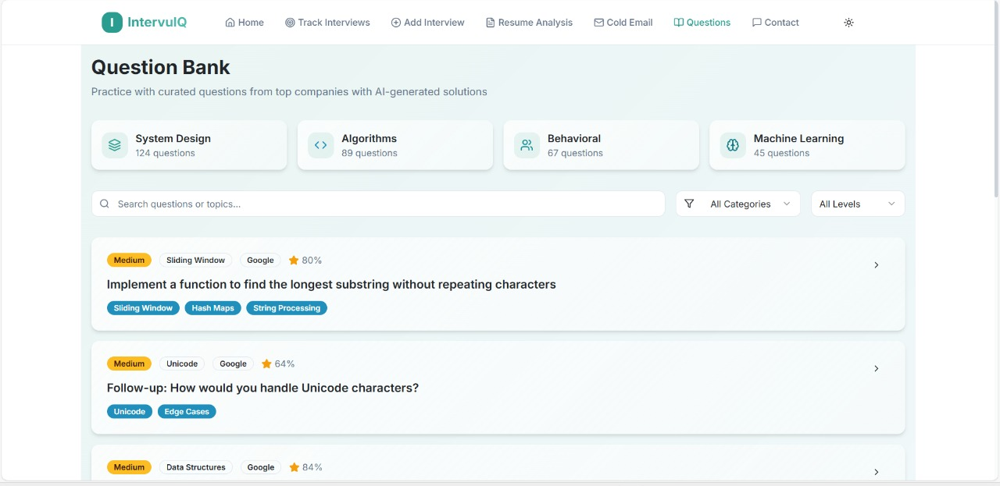 I IntervuIQ Home Track Interviews Add Interview Resume Analysis Cold Email Questions Contact
Question Bank
Practice with curated questions from top companies with AI-generated solutions
System Design
124 questions
Algorithms
89 questions
Behavioral
67 questions
Machine Learning
45 questions
Search questions or topics... All Categories All Levels
Medium Sliding Window Google 80%
Implement a function to find the longest substring without repeating characters
Sliding Window Hash Maps String Processing
Medium Unicode Google 64%
Follow-up: How would you handle Unicode characters?
Unicode Edge Cases
Medium Data Structures Google 84%